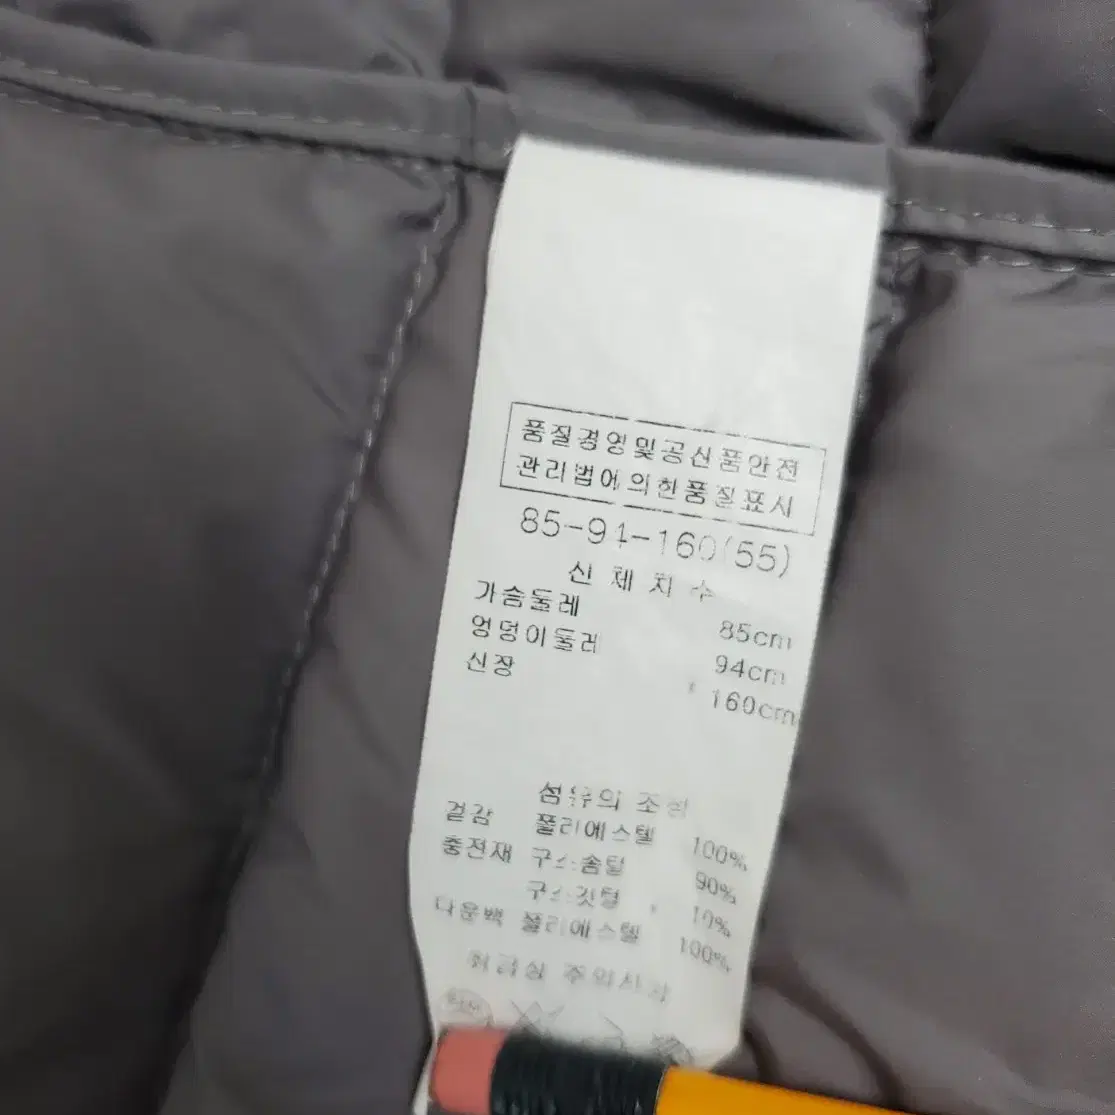 품질경영및공산품안전
관리법에의한품질표시
85-94-160(55)
신체치수
가슴둘레 85cm
엉덩이둘레 94cm
신장 160cm
섬유의 조성
겉감 폴리에스텔 100%
충전재 구스솜털 90%
구스깃털 10%
다운백 폴리에스텔 100%
취급상 주의사항